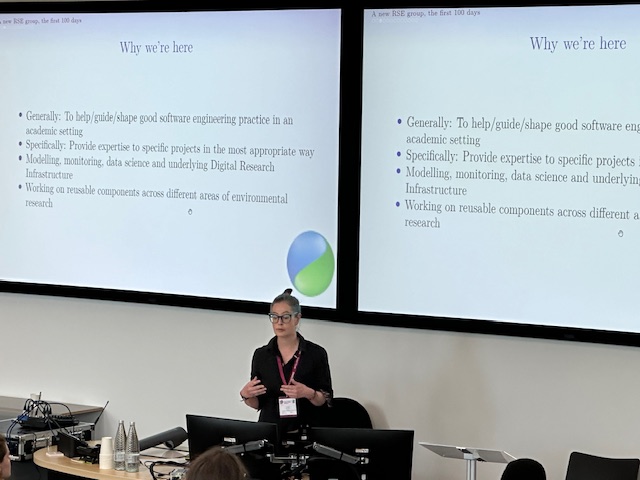 A new RSE group, the first 100 days
Why we're here
• Generally: To help/guide/shape good software engineering practice in an
academic setting
• Specifically: Provide expertise to specific projects in the most appropriate way
• Modelling, monitoring, data science and underlying Digital Research
Infrastructure
• Working on reusable components across different areas of environmental
research
A new RSE group, the first 100 days
Why we're here
• Generally: To help/guide/shape good software eng
academic setting
• Specifically: Provide expertise to specific projects
• Modelling, monitoring, data science and underlying
Infrastructure
• Working on reusable components across different a
research